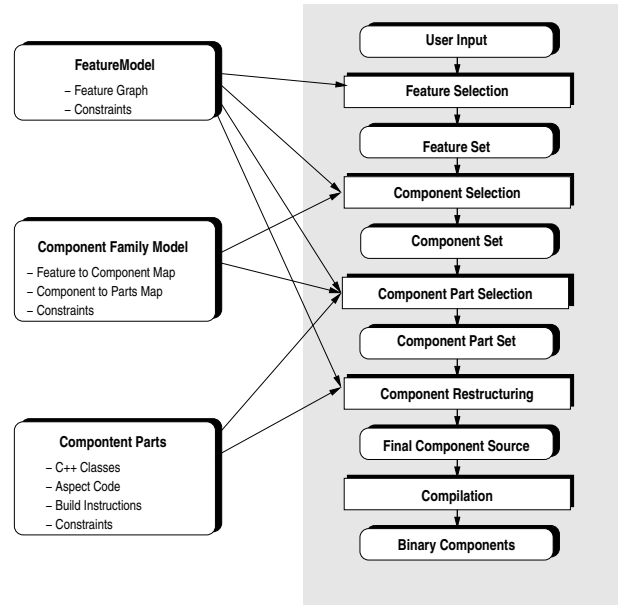 FeatureModel
– Feature Graph
– Constraints
Component Family Model
– Feature to Component Map
– Component to Parts Map
– Constraints
Compontent Parts
– C++ Classes
– Aspect Code
– Build Instructions
– Constraints
User Input
Feature Selection
Feature Set
Component Selection
Component Set
Component Part Selection
Component Part Set
Component Restructuring
Final Component Source
Compilation
Binary Components